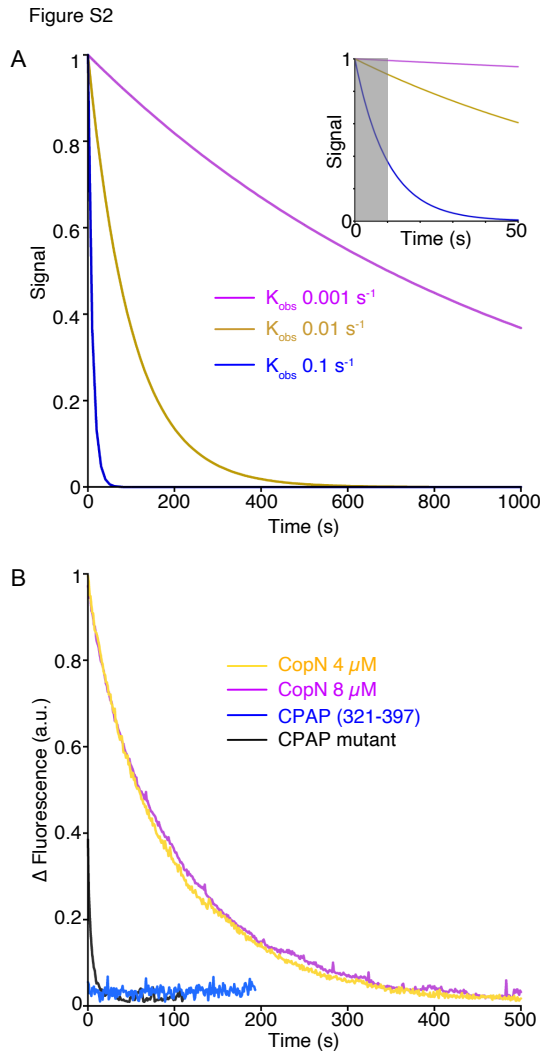 Figure S2
A
1
0.8
0.6
0.4
0.2
0
Signal
0 200 400 600 800 1000
Time (s)
K_obs 0.001 s⁻¹
K_obs 0.01 s⁻¹
K_obs 0.1 s⁻¹
1
Signal
0
0 50
Time (s)
B
1
0.8
0.6
0.4
0.2
0
Δ Fluorescence (a.u.)
CopN 4 µM
CopN 8 µM
CPAP (321-397)
CPAP mutant
0 100 200 300 400 500
Time (s)